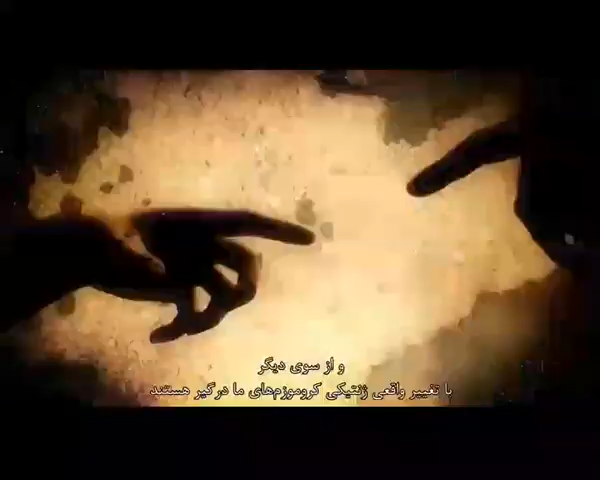 و از سوی دیگر
با تغییر واقعی ژنتیکی کروموزم‌های ما درگیر هستند